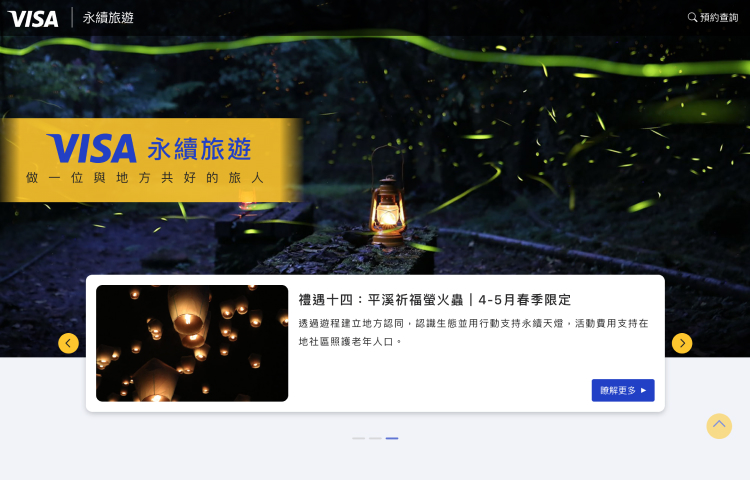 VISA 永續旅遊
預約查詢
VISA 永續旅遊
做一位與地方共好的旅人
禮遇十四：平溪祈福螢火蟲｜4-5月春季限定
透過遊程建立地方認同，認識生態並用行動支持永續天燈，活動費用支持在
地社區照護老年人口。
瞭解更多 ▶